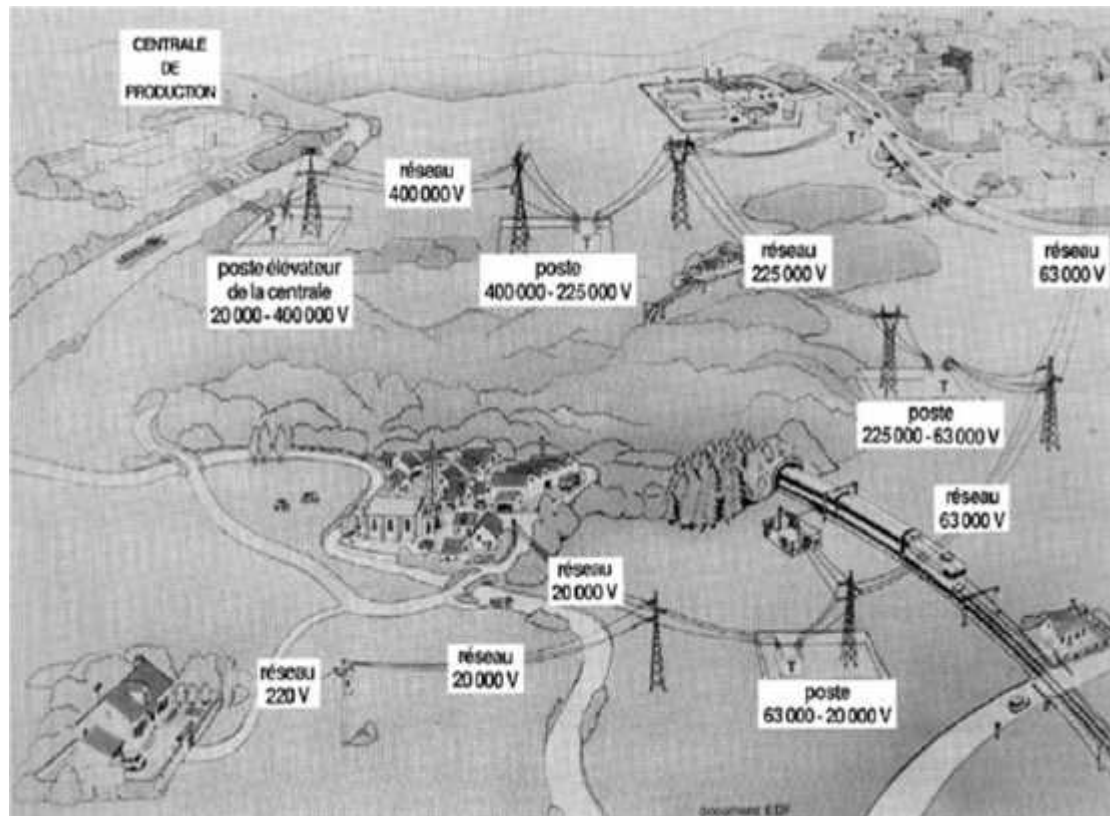 CENTRALE
DE
PRODUCTION
réseau
400 000 V
poste élévateur
de la centrale
20 000 - 400 000 V
poste
400 000 - 225 000 V
réseau
225 000 V
réseau
63 000 V
poste
225 000 - 63 000 V
réseau
63 000 V
réseau
20 000 V
réseau
220 V
réseau
20 000 V
poste
63 000 - 20 000 V
T
T
T
T
T
document EDF